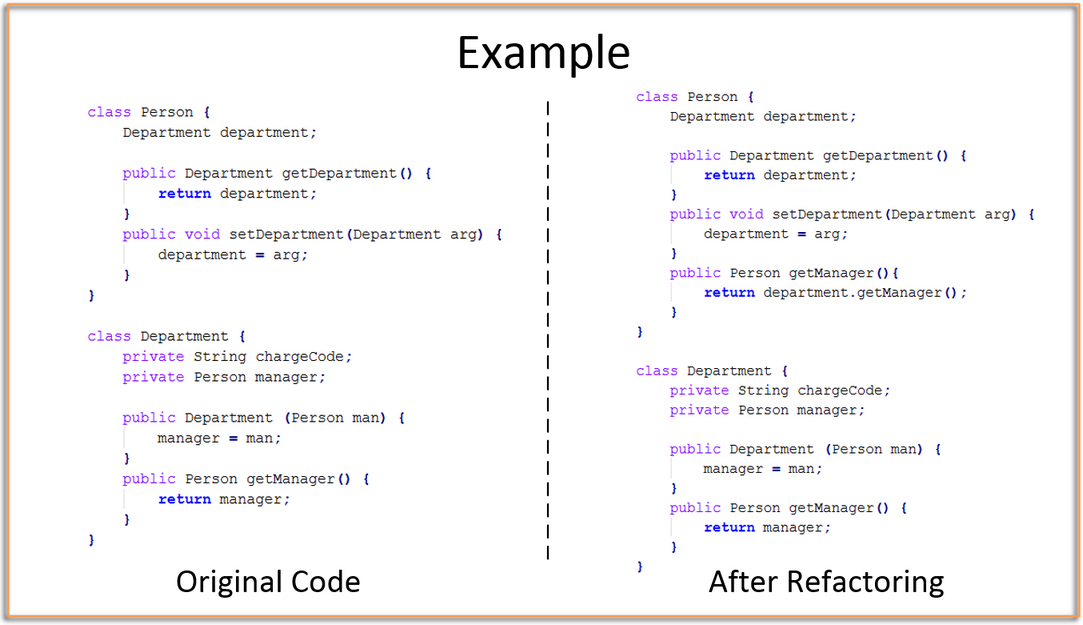 Example
class Person {
    Department department;

    public Department getDepartment() {
        return department;
    }
    public void setDepartment(Department arg) {
        department = arg;
    }
}

class Department {
    private String chargeCode;
    private Person manager;

    public Department (Person man) {
        manager = man;
    }
    public Person getManager() {
        return manager;
    }
}
Original Code
class Person {
    Department department;

    public Department getDepartment() {
        return department;
    }
    public void setDepartment(Department arg) {
        department = arg;
    }
    public Person getManager(){
        return department.getManager();
    }
}

class Department {
    private String chargeCode;
    private Person manager;

    public Department (Person man) {
        manager = man;
    }
    public Person getManager() {
        return manager;
    }
}
After Refactoring